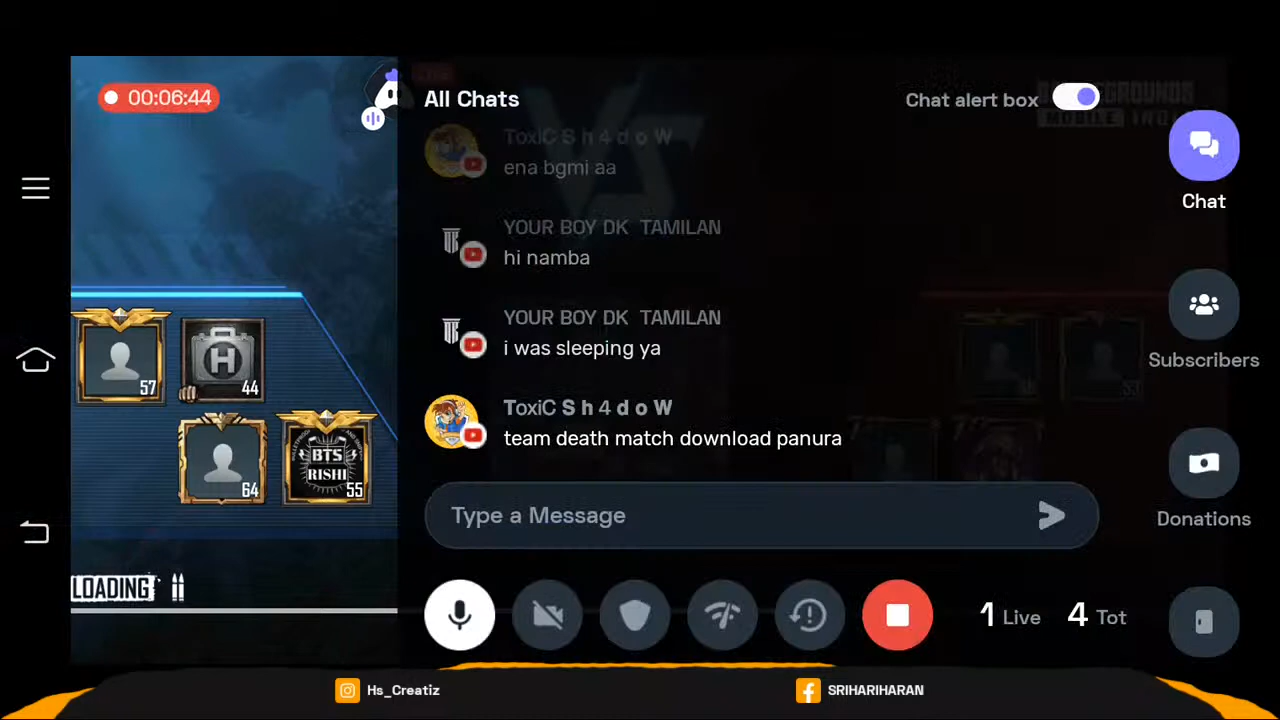 00:06:44
All Chats
Chat alert box
ToxiC S h 4 d o W
ena bgmi aa
YOUR BOY DK TAMILAN
hi namba
YOUR BOY DK TAMILAN
i was sleeping ya
ToxiC S h 4 d o W
team death match download panura
Type a Message
Chat
Subscribers
Donations
57
H
44
64
BTS
RISHI
55
LOADING
1 Live 4 Tot
Hs_Creatiz
SRIHARIHARAN